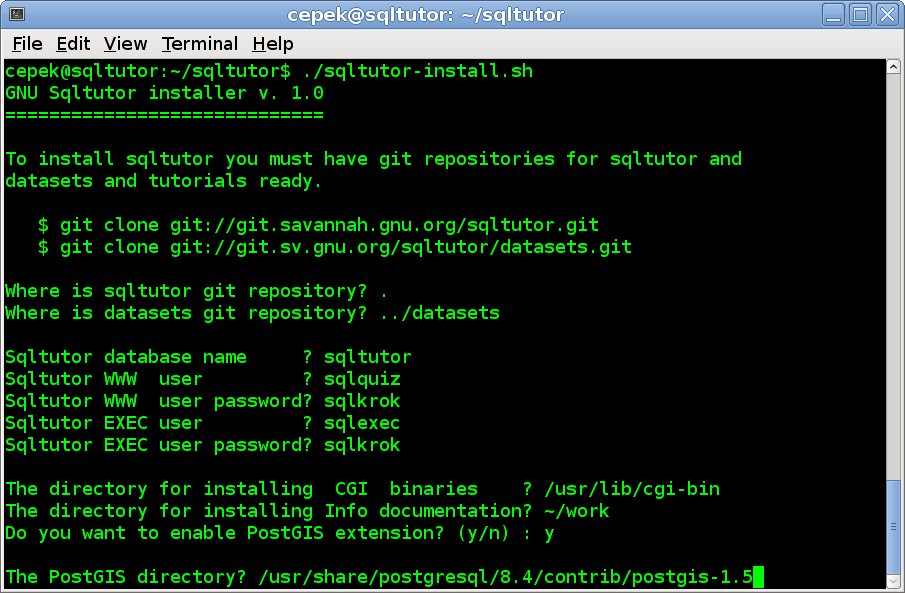 cepek@sqltutor: ~/sqltutor
File Edit View Terminal Help
cepek@sqltutor:~/sqltutor$ ./sqltutor-install.sh
GNU Sqltutor installer v. 1.0
=============================
To install sqltutor you must have git repositories for sqltutor and
datasets and tutorials ready.
$ git clone git://git.savannah.gnu.org/sqltutor.git
$ git clone git://git.sv.gnu.org/sqltutor/datasets.git
Where is sqltutor git repository? .
Where is datasets git repository? ../datasets
Sqltutor database name     ? sqltutor
Sqltutor WWW  user         ? sqlquiz
Sqltutor WWW  user password? sqlkrok
Sqltutor EXEC user         ? sqlexec
Sqltutor EXEC user password? sqlkrok
The directory for installing  CGI  binaries    ? /usr/lib/cgi-bin
The directory for installing Info documentation? ~/work
Do you want to enable PostGIS extension? (y/n) : y
The PostGIS directory? /usr/share/postgresql/8.4/contrib/postgis-1.5